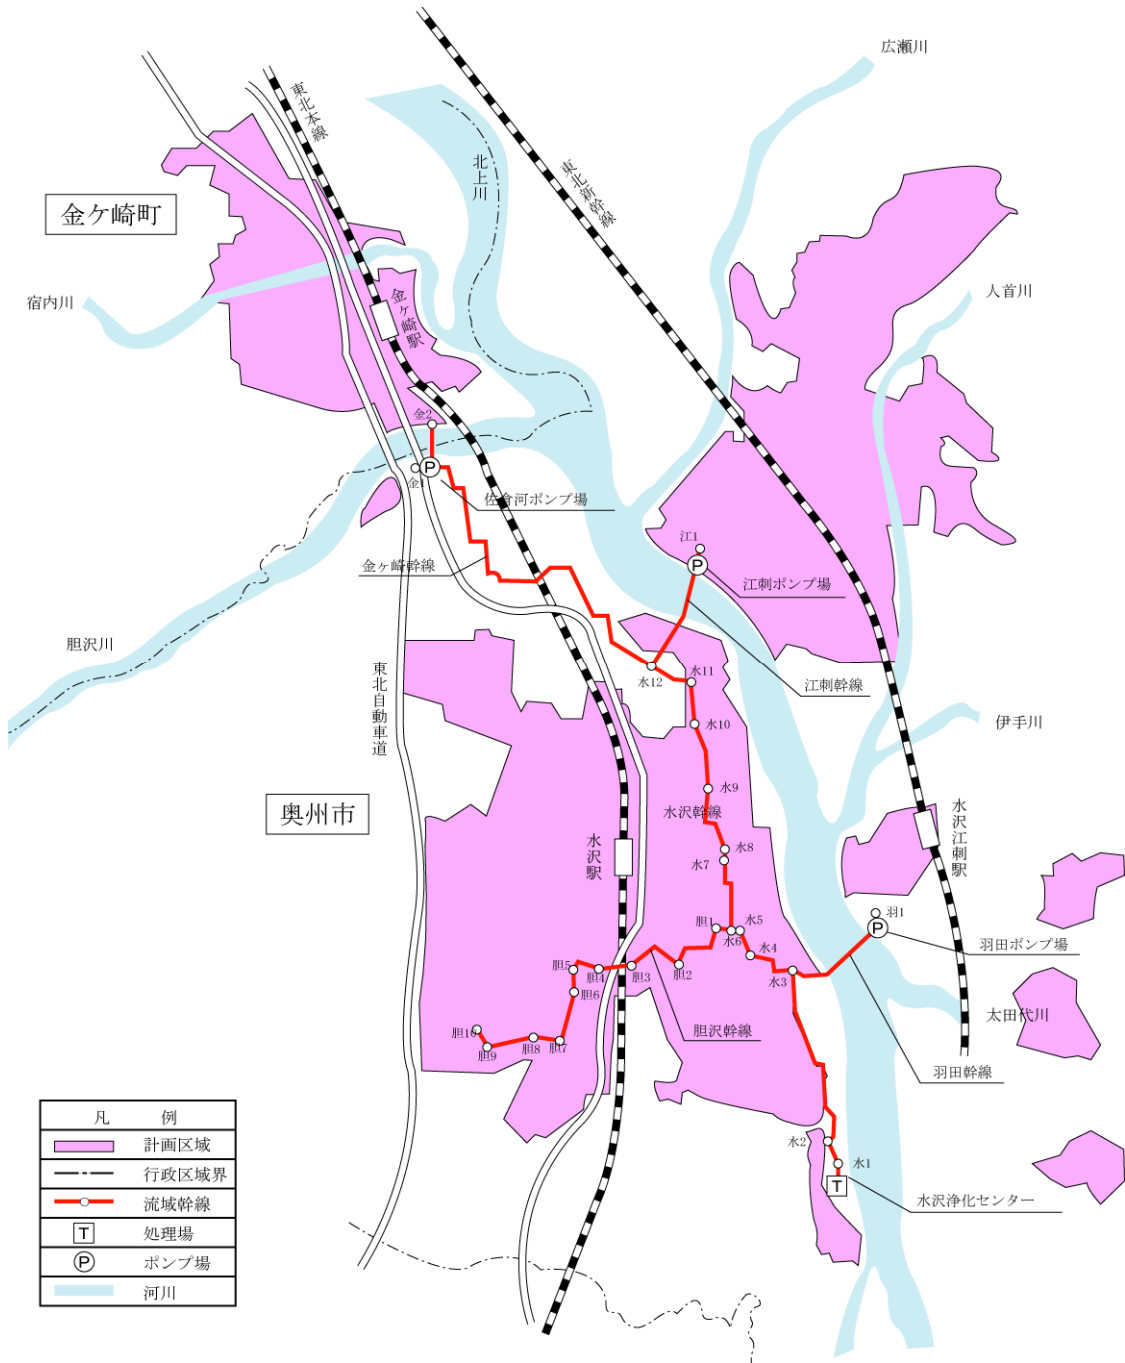 広瀬川
東北本線
北上川
東北新幹線
金ケ崎町
人首川
宿内川
金ヶ崎駅
金2
金1
P
佐倉河ポンプ場
江1
P
金ヶ崎幹線
江刺ポンプ場
胆沢川
水12
水11
江刺幹線
東北自動車道
水10
伊手川
水9
奥州市
水沢幹線
水沢駅
水8
水7
水沢江刺駅
胆1
水5
水6
羽1
P
羽田ポンプ場
水4
胆5
胆4
胆3
胆2
水3
胆6
胆10
胆9
胆8
胆7
胆沢幹線
太田代川
羽田幹線
水2
水1
T
水沢浄化センター
凡 例
計画区域
行政区域界
流域幹線
T 処理場
P ポンプ場
河川